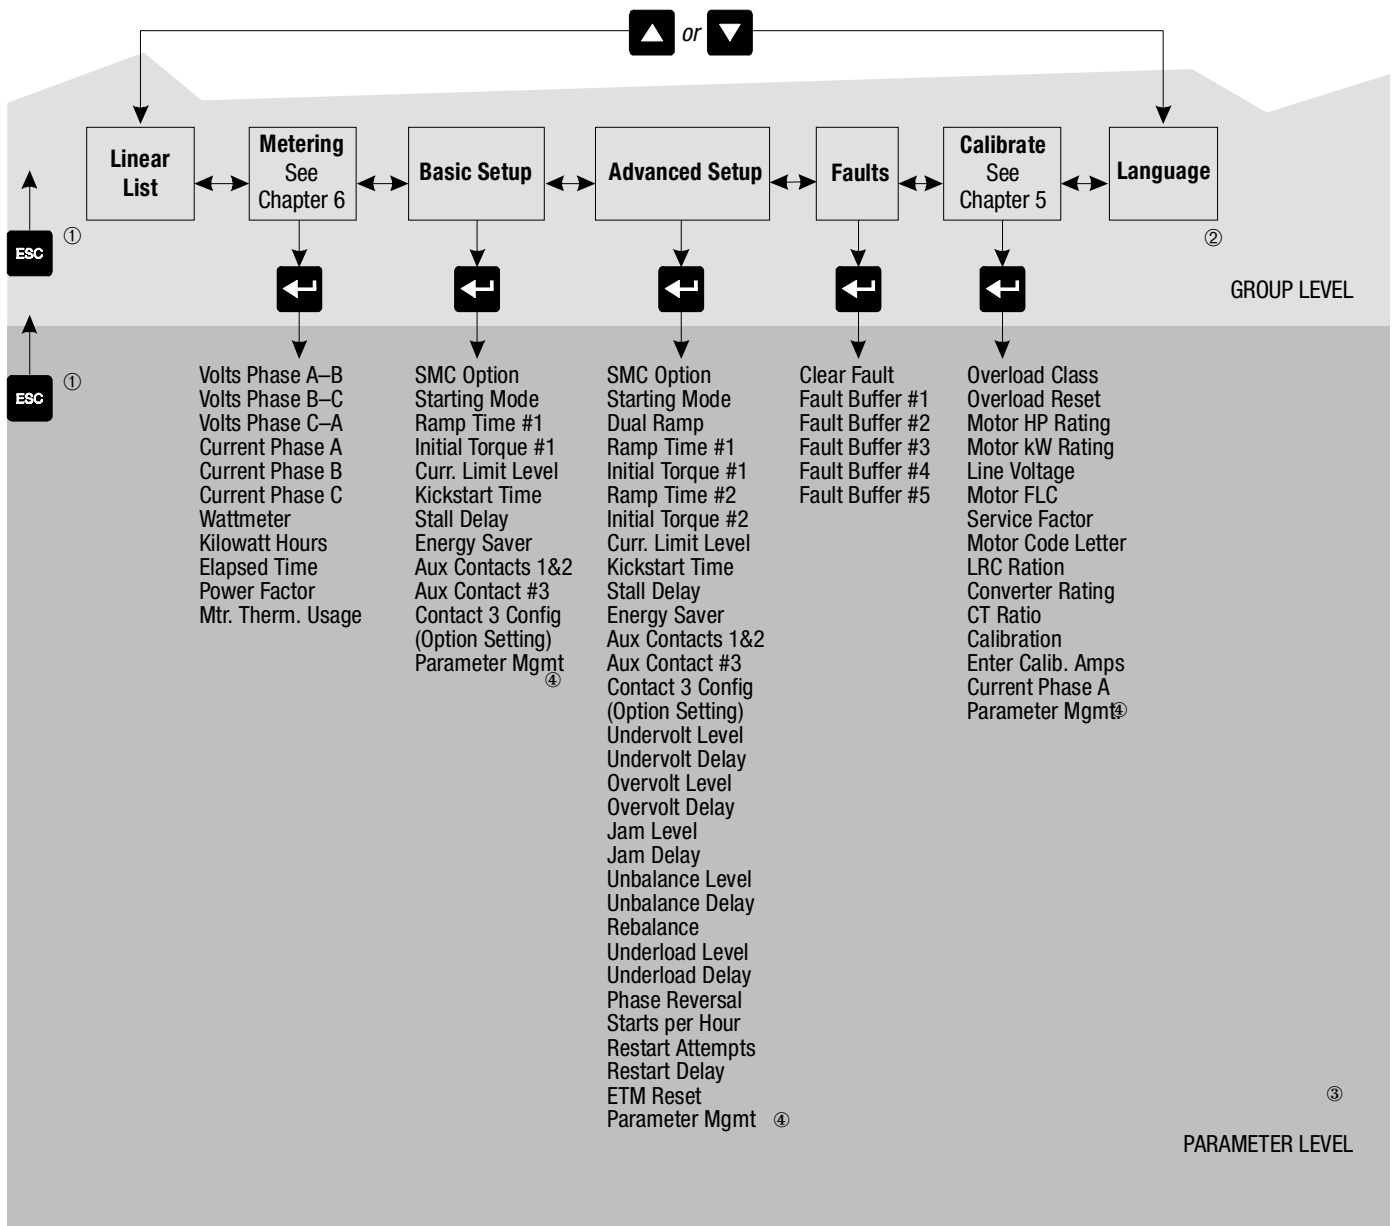 or
Linear
List
Metering
See
Chapter 6
Basic Setup
Advanced Setup
Faults
Calibrate
See
Chapter 5
Language
ESC
①
②
GROUP LEVEL
ESC
①
Volts Phase A–B
Volts Phase B–C
Volts Phase C–A
Current Phase A
Current Phase B
Current Phase C
Wattmeter
Kilowatt Hours
Elapsed Time
Power Factor
Mtr. Therm. Usage
SMC Option
Starting Mode
Ramp Time #1
Initial Torque #1
Curr. Limit Level
Kickstart Time
Stall Delay
Energy Saver
Aux Contacts 1&2
Aux Contact #3
Contact 3 Config
(Option Setting)
Parameter Mgmt
④
SMC Option
Starting Mode
Dual Ramp
Ramp Time #1
Initial Torque #1
Ramp Time #2
Initial Torque #2
Curr. Limit Level
Kickstart Time
Stall Delay
Energy Saver
Aux Contacts 1&2
Aux Contact #3
Contact 3 Config
(Option Setting)
Undervolt Level
Undervolt Delay
Overvolt Level
Overvolt Delay
Jam Level
Jam Delay
Unbalance Level
Unbalance Delay
Rebalance
Underload Level
Underload Delay
Phase Reversal
Starts per Hour
Restart Attempts
Restart Delay
ETM Reset
Parameter Mgmt ④
Clear Fault
Fault Buffer #1
Fault Buffer #2
Fault Buffer #3
Fault Buffer #4
Fault Buffer #5
Overload Class
Overload Reset
Motor HP Rating
Motor kW Rating
Line Voltage
Motor FLC
Service Factor
Motor Code Letter
LRC Ration
Converter Rating
CT Ratio
Calibration
Enter Calib. Amps
Current Phase A
Parameter Mgmt ④
③
PARAMETER LEVEL